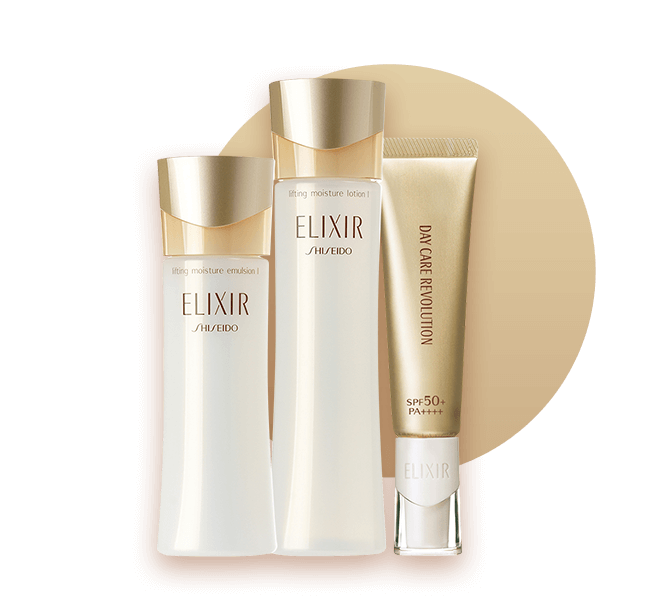 lifting moisture emulsion I
ELIXIR
SHISEIDO
lifting moisture lotion I
ELIXIR
SHISEIDO
DAY CARE REVOLUTION
SPF50+
PA++++
ELIXIR